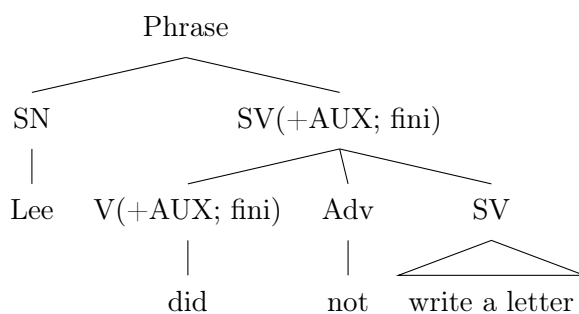 Phrase
SN SV(+AUX; fini)
Lee V(+AUX; fini) Adv SV
did not write a letter